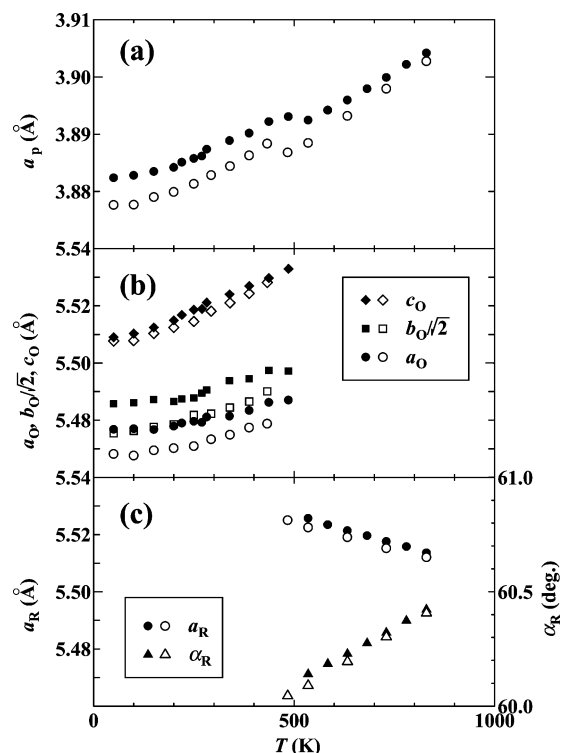 3.91
(a)
3.90
3.89
3.88
a_p (Å)
5.54
(b)
5.52
5.50
5.48
a_O, b_O/√2, c_O (Å)
c_O
b_O/√2
a_O
5.54
61.0
(c)
5.52
5.50
60.5
5.48
a_R (Å)
α_R (deg.)
a_R
α_R
60.0
0
500
1000
T (K)